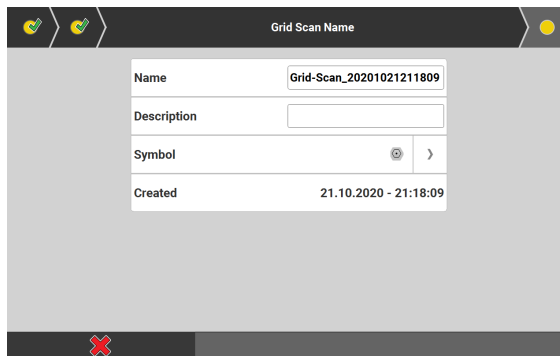 Grid Scan Name
Name Grid-Scan_20201021211809
Description
Symbol
Created 21.10.2020 - 21:18:09